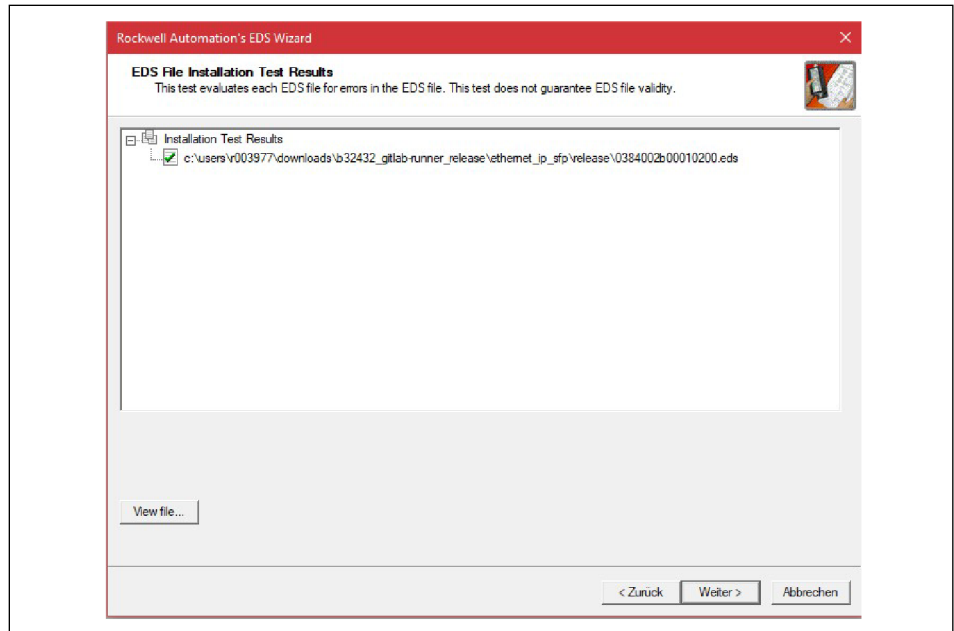 Rockwell Automation's EDS Wizard
EDS File Installation Test Results
This test evaluates each EDS file for errors in the EDS file. This test does not guarantee EDS file validity.
Installation Test Results
c:\users\r003977\downloads\b32432_gitlab-runner_release\ethernet_ip_sfp\release\0384002b00010200.eds
View file...
< Zurück
Weiter >
Abbrechen